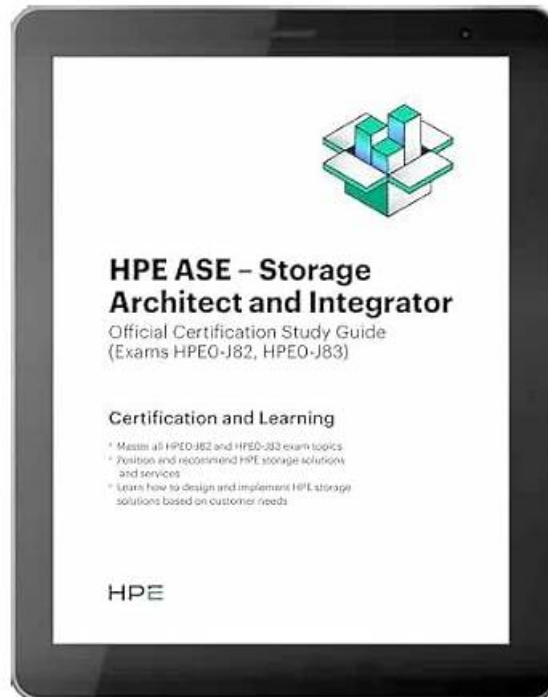 HPE ASE – Storage
Architect and Integrator
Official Certification Study Guide
(Exams HPE0-J82, HPE0-J83)
Certification and Learning
* Master all HPE0-J82 and HPE0-J83 exam topics
* Position and recommend HPE storage solutions
and services
* Learn how to design and implement HPE storage
solutions based on customer needs
HPE